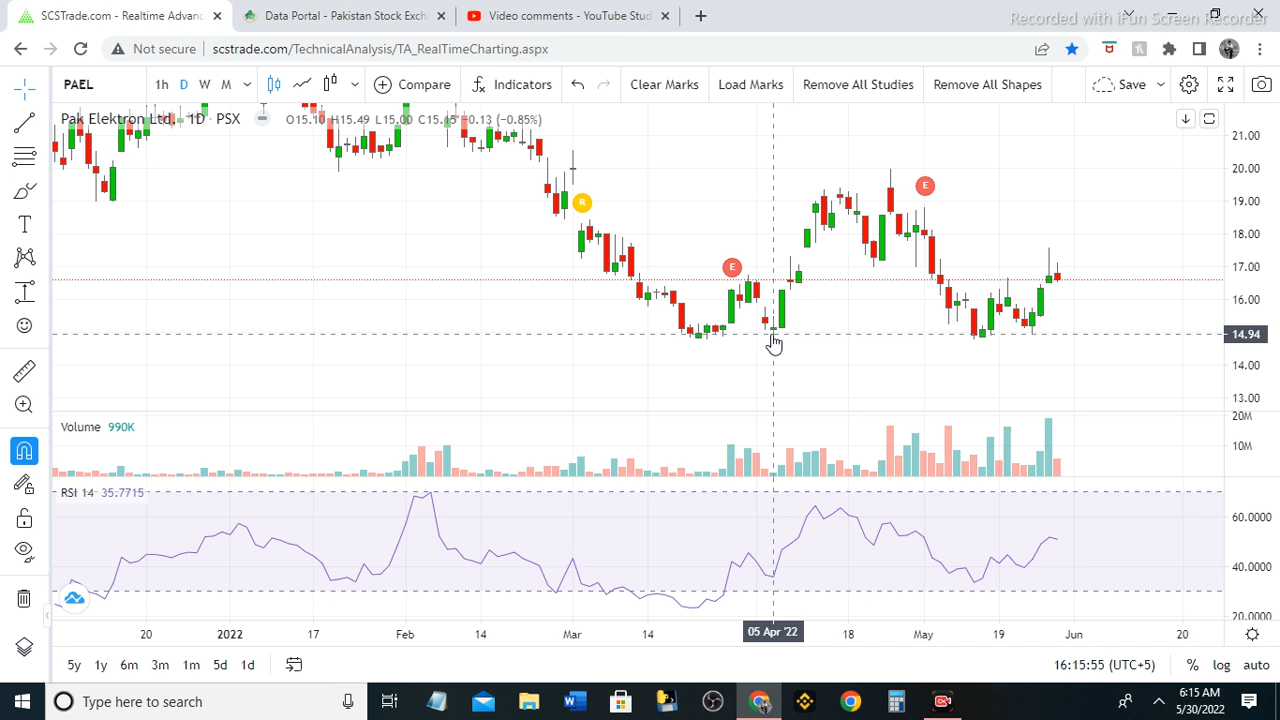 SCSTrade.com - Realtime Advanc
Data Portal - Pakistan Stock Exch
Video comments - YouTube Stud
Recorded with iFun Screen Recorder
Not secure
scstrade.com/TechnicalAnalysis/TA_RealTimeCharting.aspx
PAEL
1h D W M
Compare
Indicators
Clear Marks
Load Marks
Remove All Studies
Remove All Shapes
Save
Pak Elektron Ltd. · 1D · PSX
O15.10 H15.49 L15.00 C15.15 -0.13 (-0.85%)
21.00
20.00
19.00
18.00
17.00
16.00
14.94
14.00
13.00
R
E
E
Volume 990K
20M
10M
RSI 14 35.7715
60.0000
40.0000
20.0000
20 2022 17 Feb 14 Mar 14 05 Apr '22 18 May 19 Jun 20
5y 1y 6m 3m 1m 5d 1d
16:15:55 (UTC+5)
% log auto
Type here to search
6:15 AM
5/30/2022